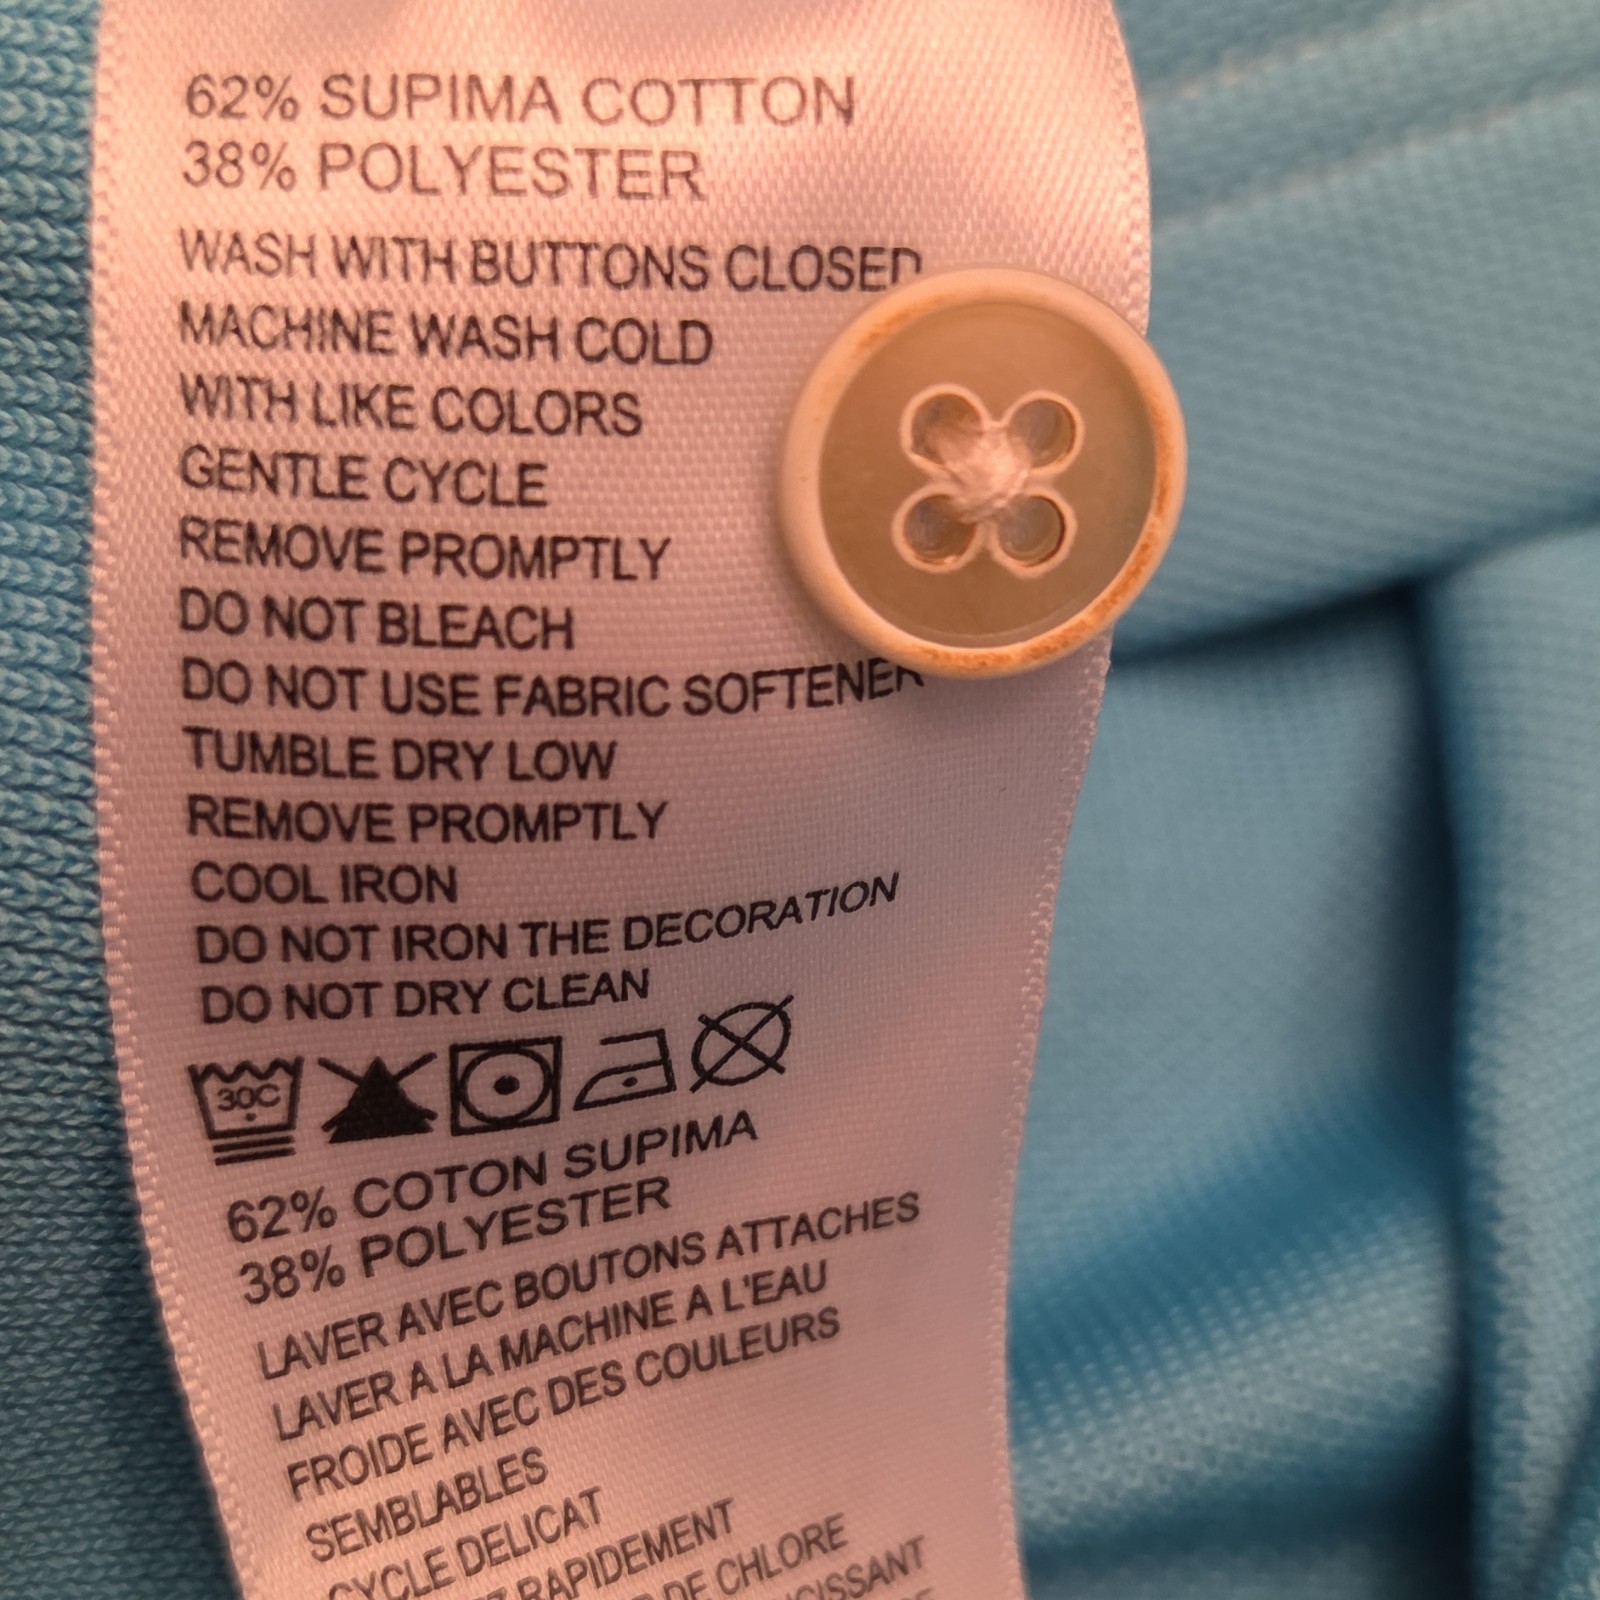 62% SUPIMA COTTON
38% POLYESTER
WASH WITH BUTTONS CLOSED
MACHINE WASH COLD
WITH LIKE COLORS
GENTLE CYCLE
REMOVE PROMPTLY
DO NOT BLEACH
DO NOT USE FABRIC SOFTENER
TUMBLE DRY LOW
REMOVE PROMPTLY
COOL IRON
DO NOT IRON THE DECORATION
DO NOT DRY CLEAN
30C
62% COTON SUPIMA
38% POLYESTER
LAVER AVEC BOUTONS ATTACHES
LAVER A LA MACHINE A L'EAU
FROIDE AVEC DES COULEURS
SEMBLABLES
CYCLE DELICAT
RAPIDEMENT
DE CHLORE